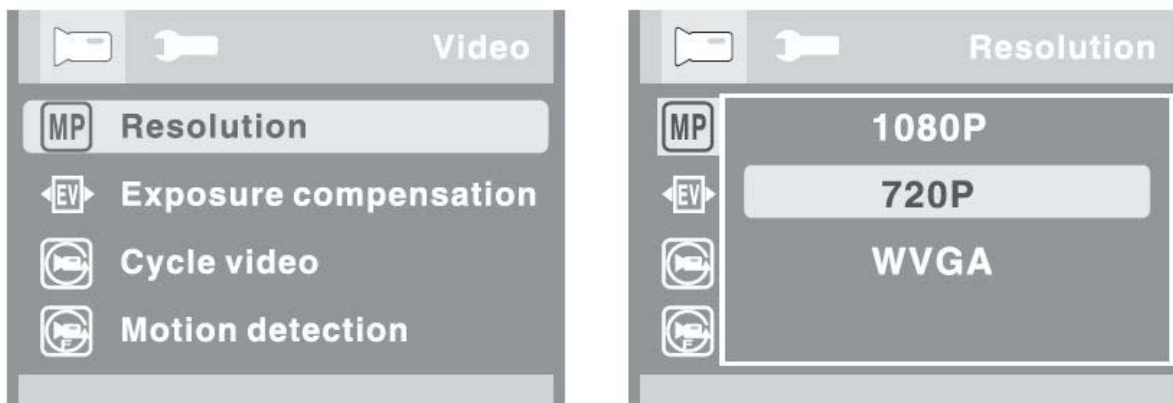 Video
MP Resolution
EV Exposure compensation
Cycle video
F Motion detection
Resolution
MP 1080P
EV 720P
WVGA
F